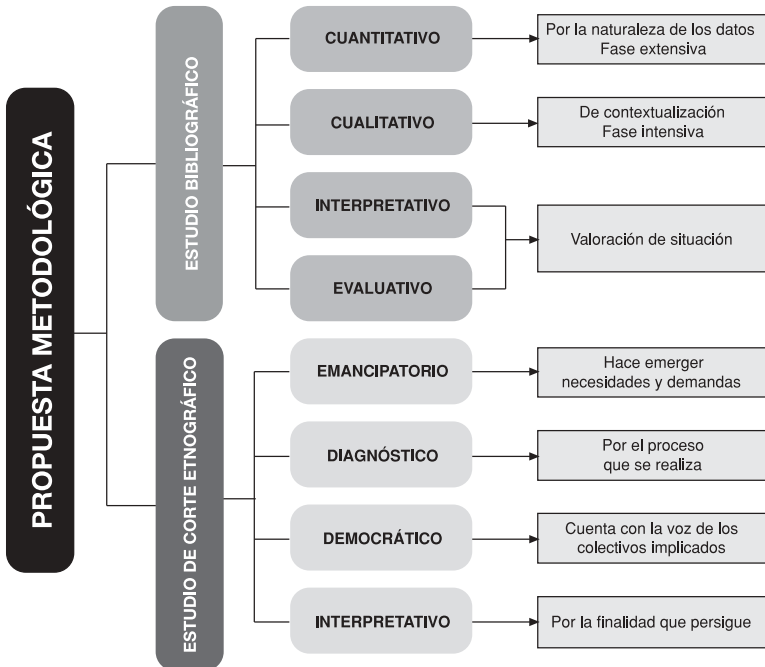 PROPUESTA METODOLÓGICA
ESTUDIO BIBLIOGRÁFICO
CUANTITATIVO
Por la naturaleza de los datos
Fase extensiva
CUALITATIVO
De contextualización
Fase intensiva
INTERPRETATIVO
EVALUATIVO
Valoración de situación
ESTUDIO DE CORTE ETNOGRÁFICO
EMANCIPATORIO
Hace emerger
necesidades y demandas
DIAGNÓSTICO
Por el proceso
que se realiza
DEMOCRÁTICO
Cuenta con la voz de los
colectivos implicados
INTERPRETATIVO
Por la finalidad que persigue